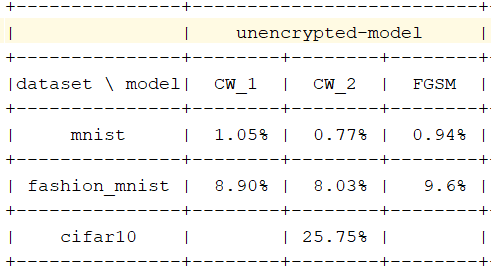 +---------------+--------------------------+
|               |    unencrypted-model     |
+---------------+--------+--------+--------+
|dataset \ model|  CW_1  |  CW_2  |  FGSM  |
+---------------+--------+--------+--------+
|     mnist     |  1.05% |  0.77% |  0.94% |
+---------------+--------+--------+--------+
| fashion_mnist |  8.90% |  8.03% |  9.6%  |
+---------------+--------+--------+--------+
|    cifar10    |        | 25.75% |        |
+---------------+--------+--------+--------+